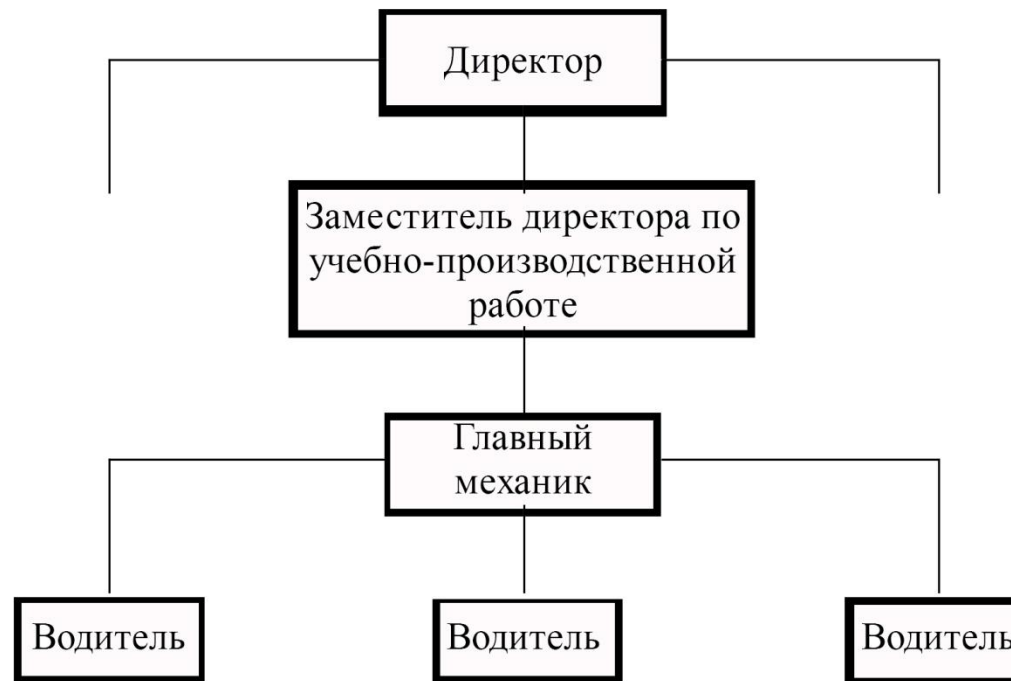 Директор
Заместитель директора по
учебно-производственной
работе
Главный
механик
Водитель
Водитель
Водитель